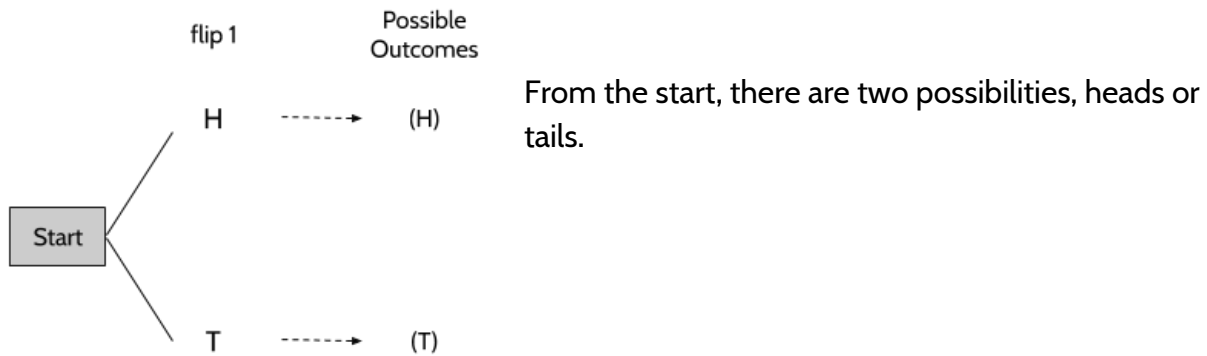 flip 1
Possible
Outcomes
From the start, there are two possibilities, heads or
tails.
H
(H)
Start
T
(T)